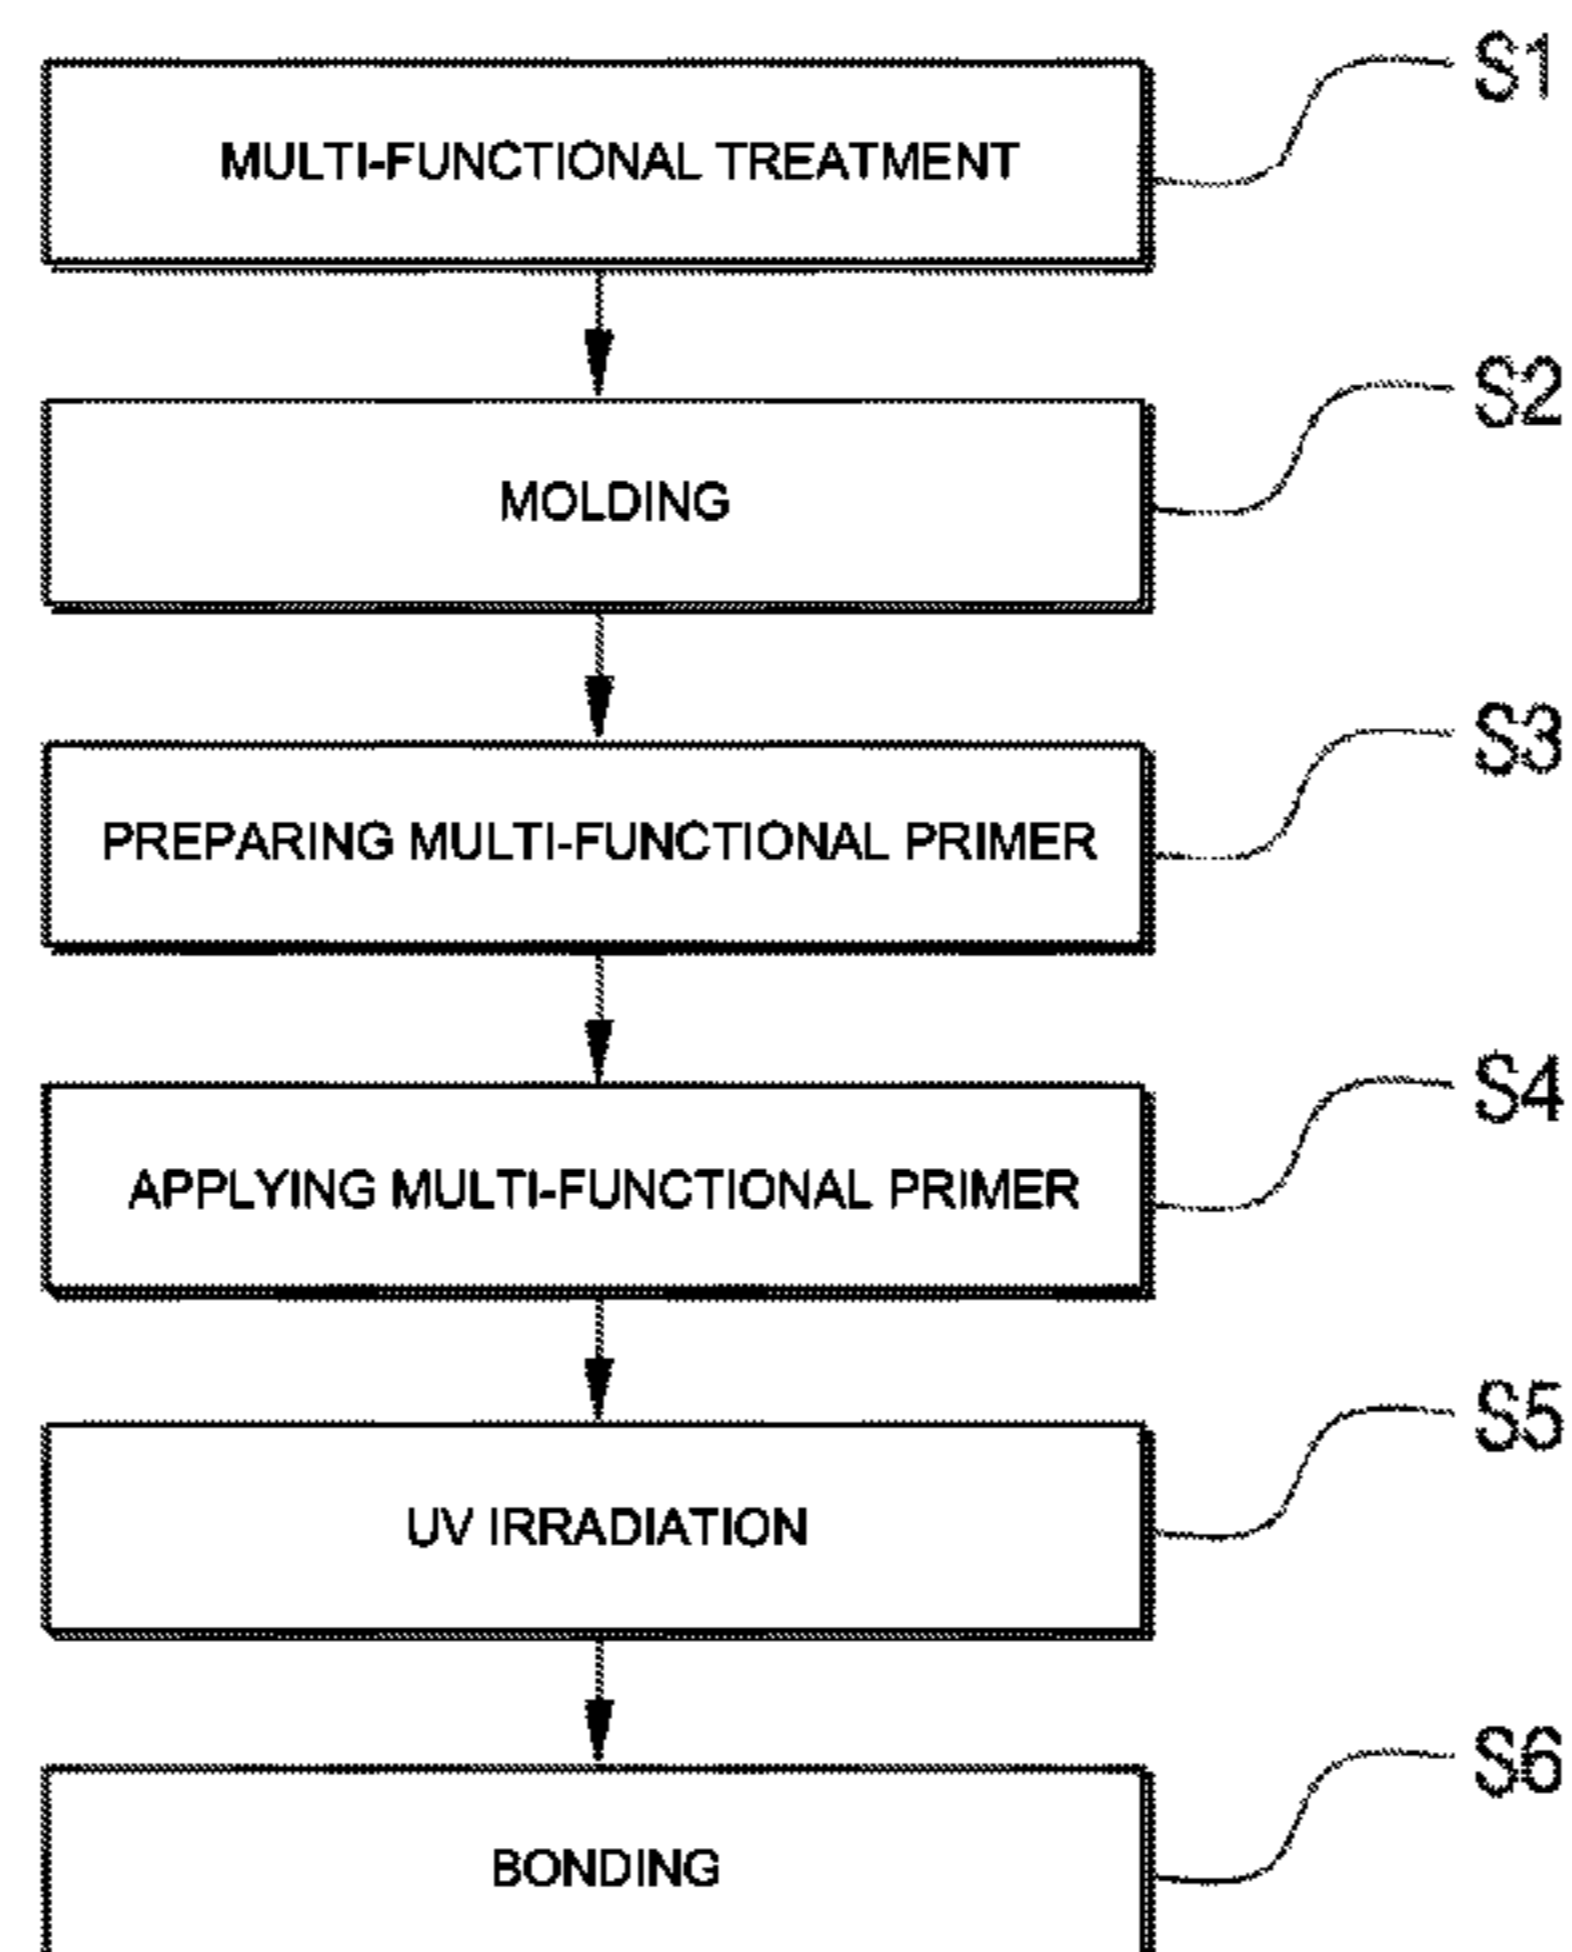 S1
MULTI-FUNCTIONAL TREATMENT
S2
MOLDING
S3
PREPARING MULTI-FUNCTIONAL PRIMER
S4
APPLYING MULTI-FUNCTIONAL PRIMER
S5
UV IRRADIATION
S6
BONDING